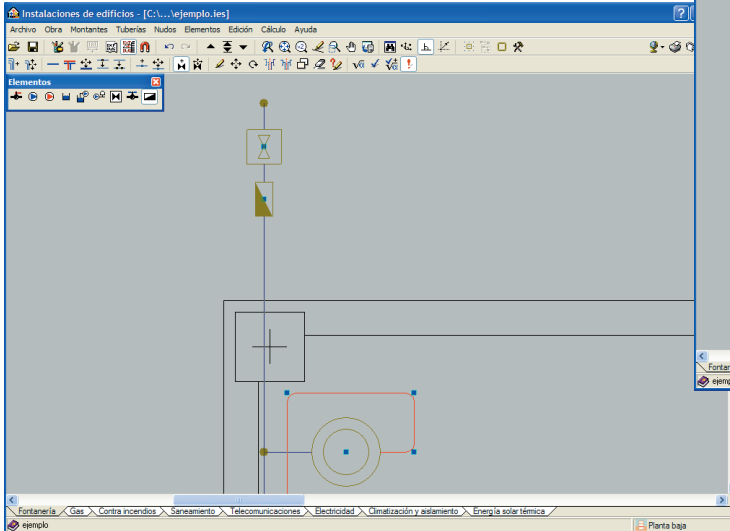 Instalaciones de edificios - [C:\...\ejemplo.ies]
Archivo Obra Montantes Tuberías Nudos Elementos Edición Cálculo Ayuda
Elementos
Fontanería Gas Contra incendios Saneamiento Telecomunicaciones Electricidad Climatización y aislamiento Energía solar térmica
ejemplo
Planta baja
Fontan
ejemp